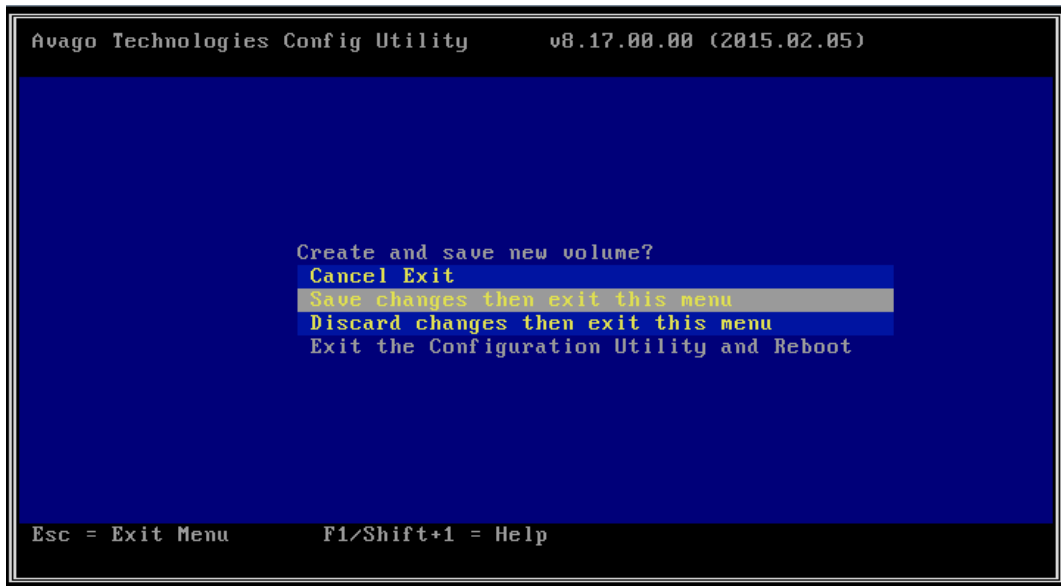 Avago Technologies Config Utility v8.17.00.00 (2015.02.05)
Create and save new volume?
Cancel Exit
Save changes then exit this menu
Discard changes then exit this menu
Exit the Configuration Utility and Reboot
Esc = Exit Menu F1/Shift+1 = Help